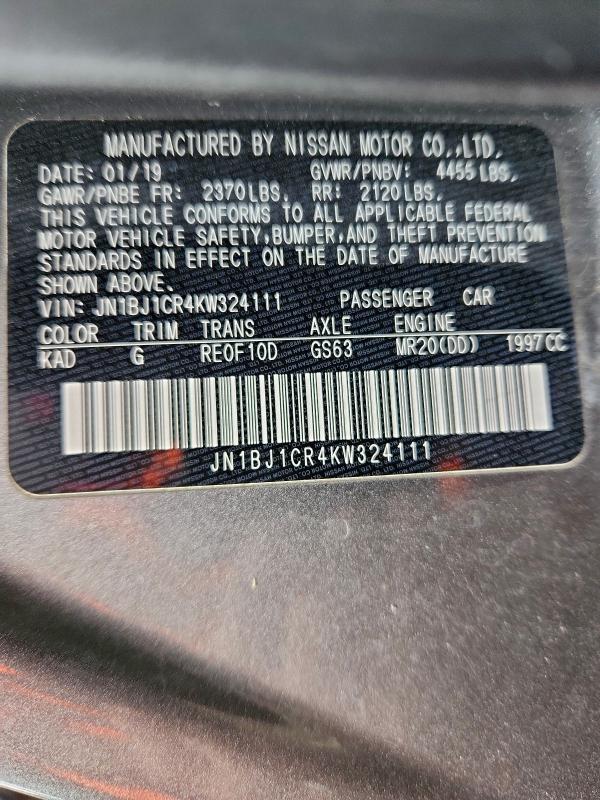 MANUFACTURED BY NISSAN MOTOR CO.,LTD.
DATE: 01/19 GVWR/PNBV: 4455 LBS.
GAWR/PNBE FR: 2370 LBS. RR: 2120 LBS.
THIS VEHICLE CONFORMS TO ALL APPLICABLE FEDERAL
MOTOR VEHICLE SAFETY,BUMPER,AND THEFT PREVENTION
STANDARDS IN EFFECT ON THE DATE OF MANUFACTURE
SHOWN ABOVE.
VIN: JN1BJ1CR4KW324111 PASSENGER CAR
COLOR TRIM TRANS AXLE ENGINE
KAD G RE0F10D GS63 MR20(DD) 1997CC
JN1BJ1CR4KW324111